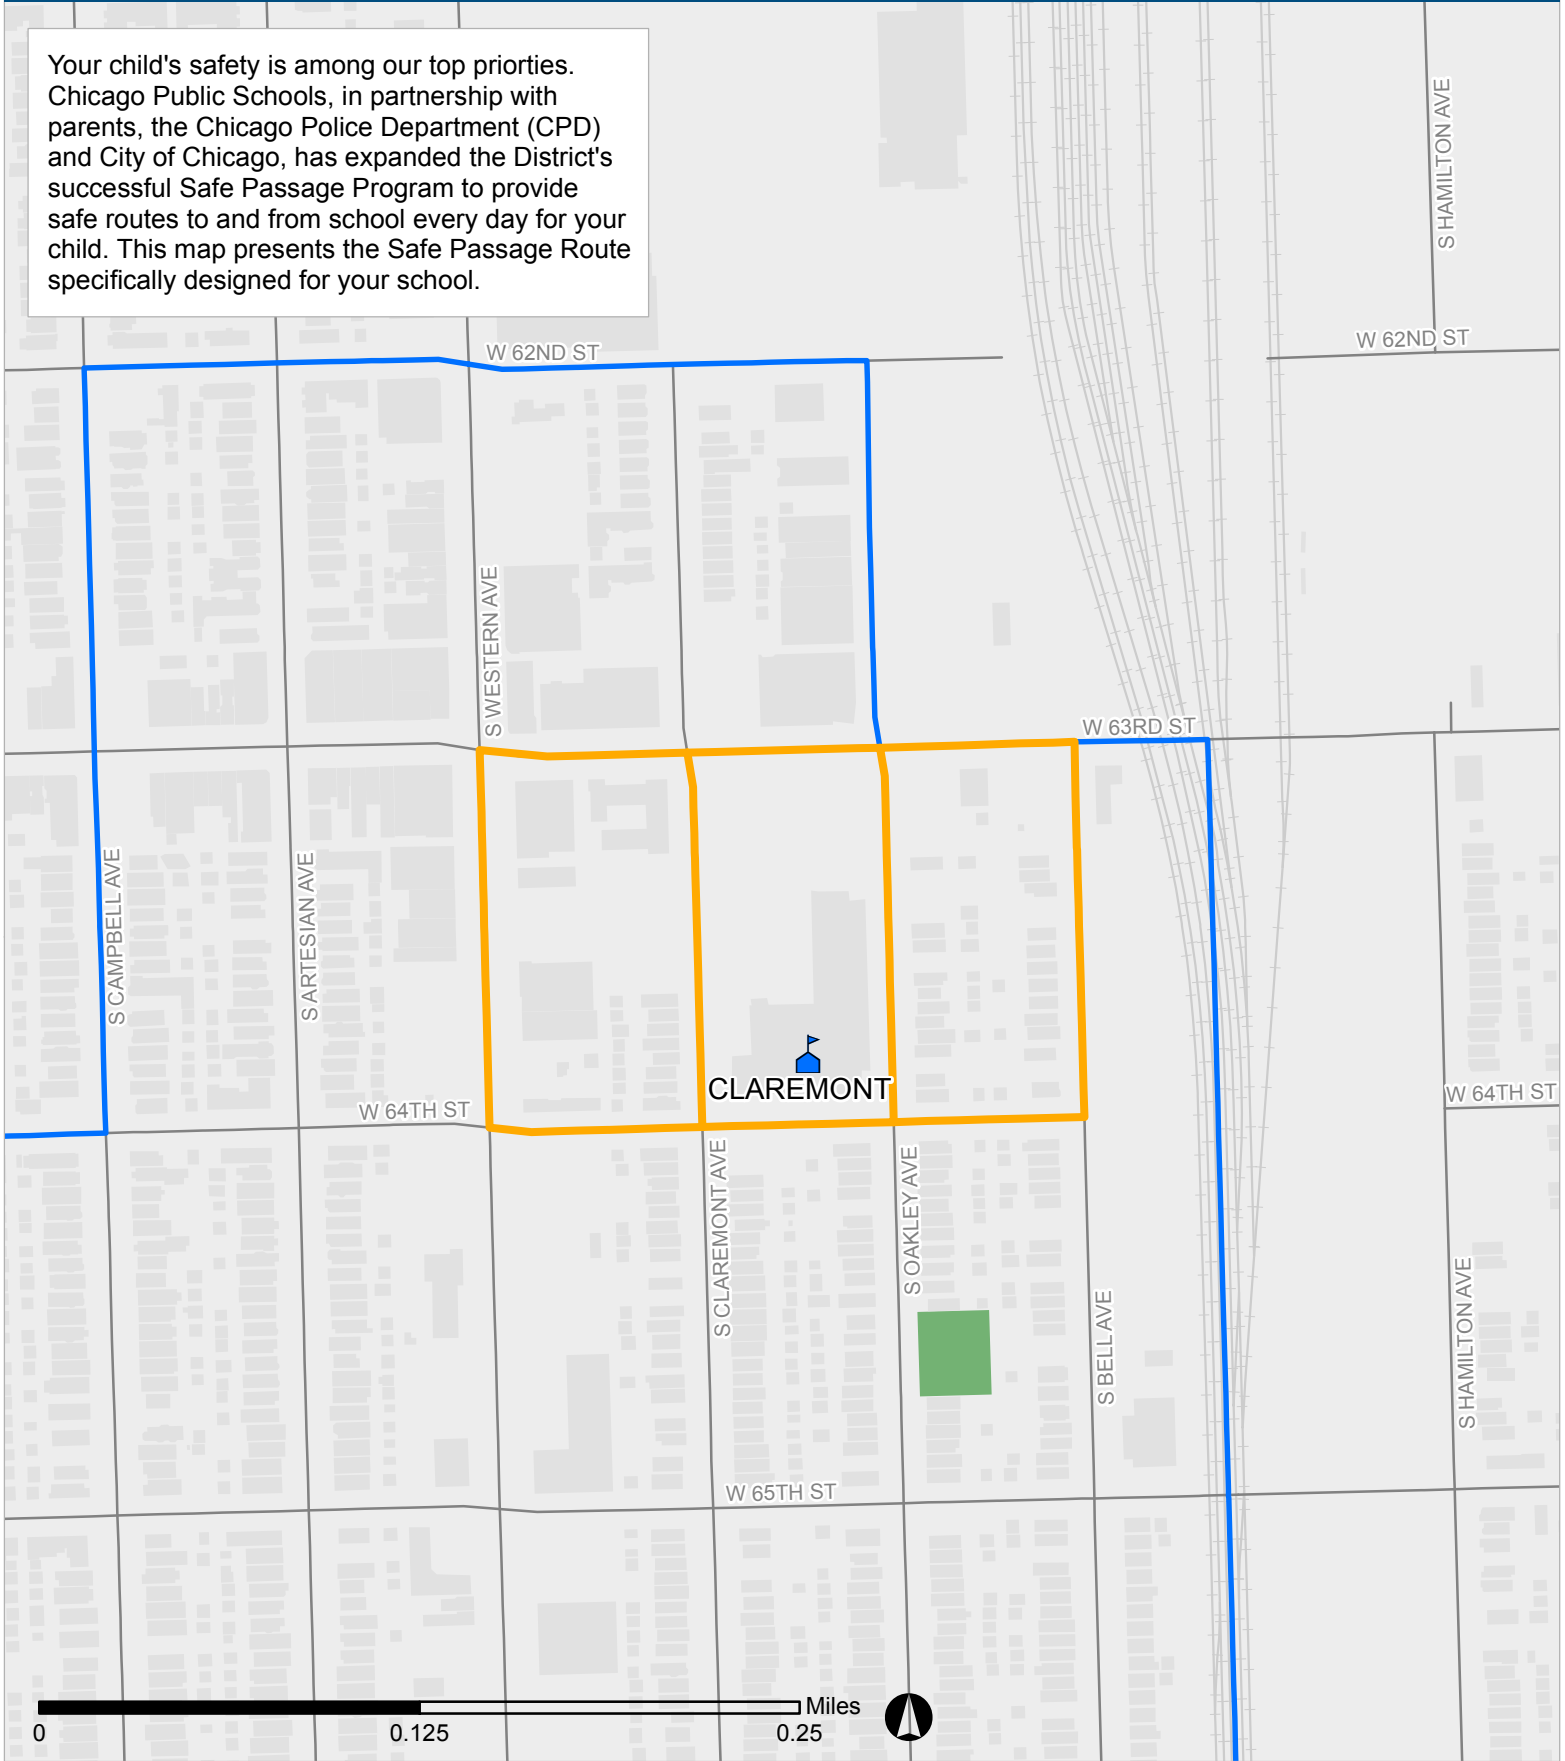 Your child's safety is among our top priorties.
Chicago Public Schools, in partnership with
parents, the Chicago Police Department (CPD)
and City of Chicago, has expanded the District's
successful Safe Passage Program to provide
safe routes to and from school every day for your
child. This map presents the Safe Passage Route
specifically designed for your school.
S HAMILTON AVE
W 62ND ST
W 62ND ST
S WESTERN AVE
W 63RD ST
S CAMPBELL AVE
S ARTESIAN AVE
CLAREMONT
W 64TH ST
W 64TH ST
S CLAREMONT AVE
S OAKLEY AVE
S BELL AVE
S HAMILTON AVE
W 65TH ST
Miles
0
0.125
0.25